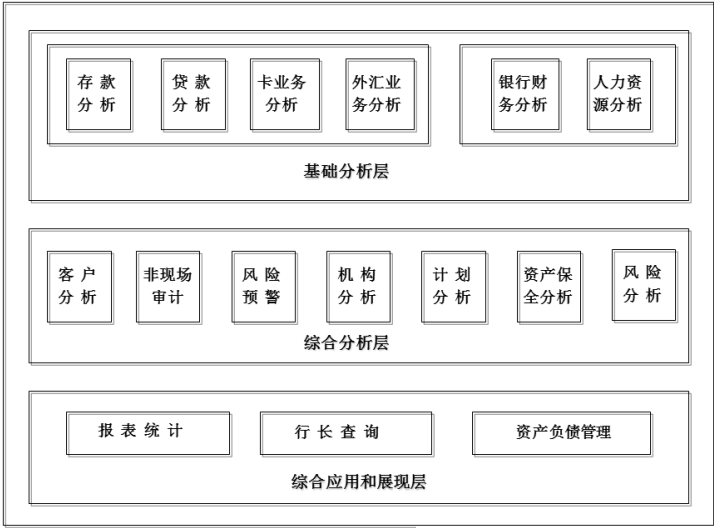 存款
分析
贷款
分析
卡业务
分析
外汇业
务分析
银行财
务分析
人力资
源分析
基础分析层
客户
分析
非现场
审计
风险
预警
机构
分析
计划
分析
资产保
全分析
风险
分析
综合分析层
报表统计
行长查询
资产负债管理
综合应用和展现层